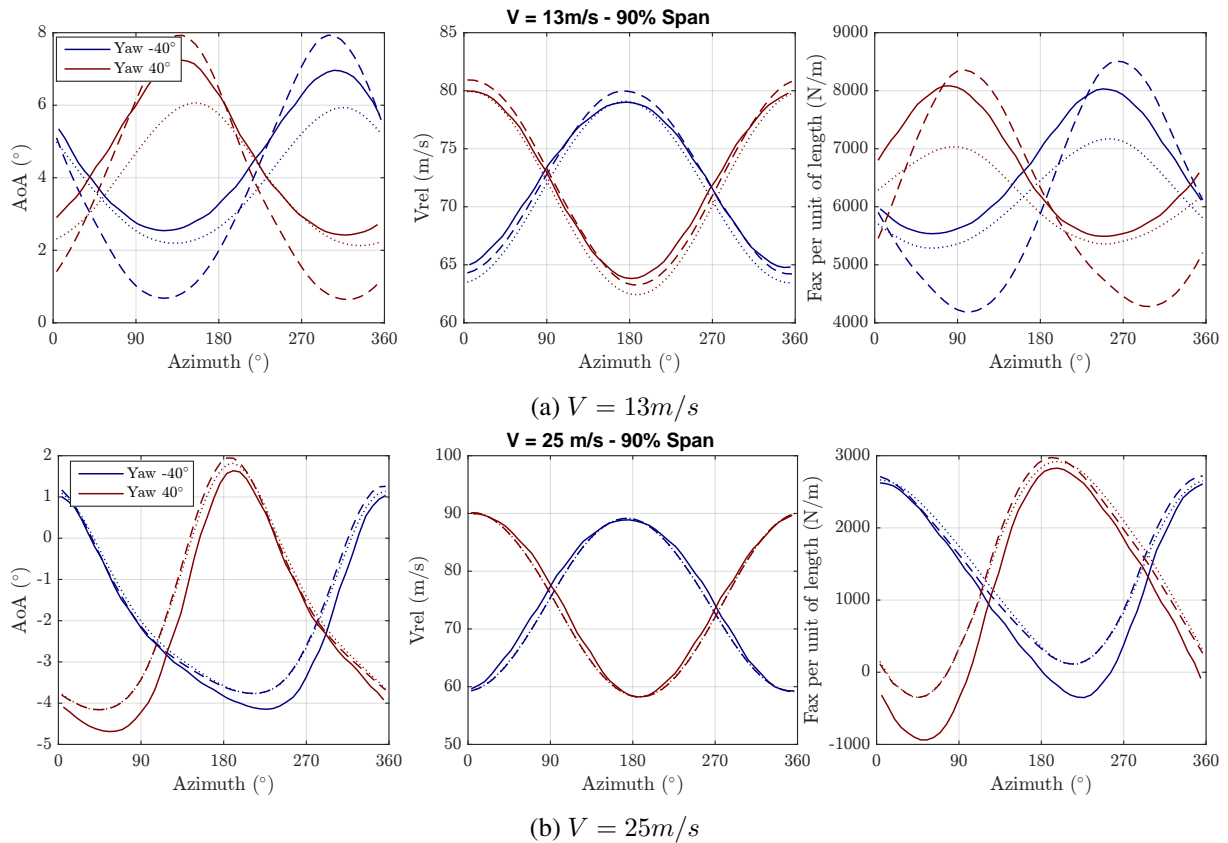 V = 13m/s - 90% Span
AoA (°)
8
6
4
2
0
Yaw -40°
Yaw 40°
0 90 180 270 360
Azimuth (°)
Vrel (m/s)
85
80
75
70
65
60
0 90 180 270 360
Azimuth (°)
Fax per unit of length (N/m)
9000
8000
7000
6000
5000
4000
0 90 180 270 360
Azimuth (°)
(a) V = 13m/s
V = 25 m/s - 90% Span
AoA (°)
2
1
0
-1
-2
-3
-4
-5
Yaw -40°
Yaw 40°
0 90 180 270 360
Azimuth (°)
Vrel (m/s)
100
90
80
70
60
50
0 90 180 270 360
Azimuth (°)
Fax per unit of length (N/m)
3000
2000
1000
0
-1000
0 90 180 270 360
Azimuth (°)
(b) V = 25m/s